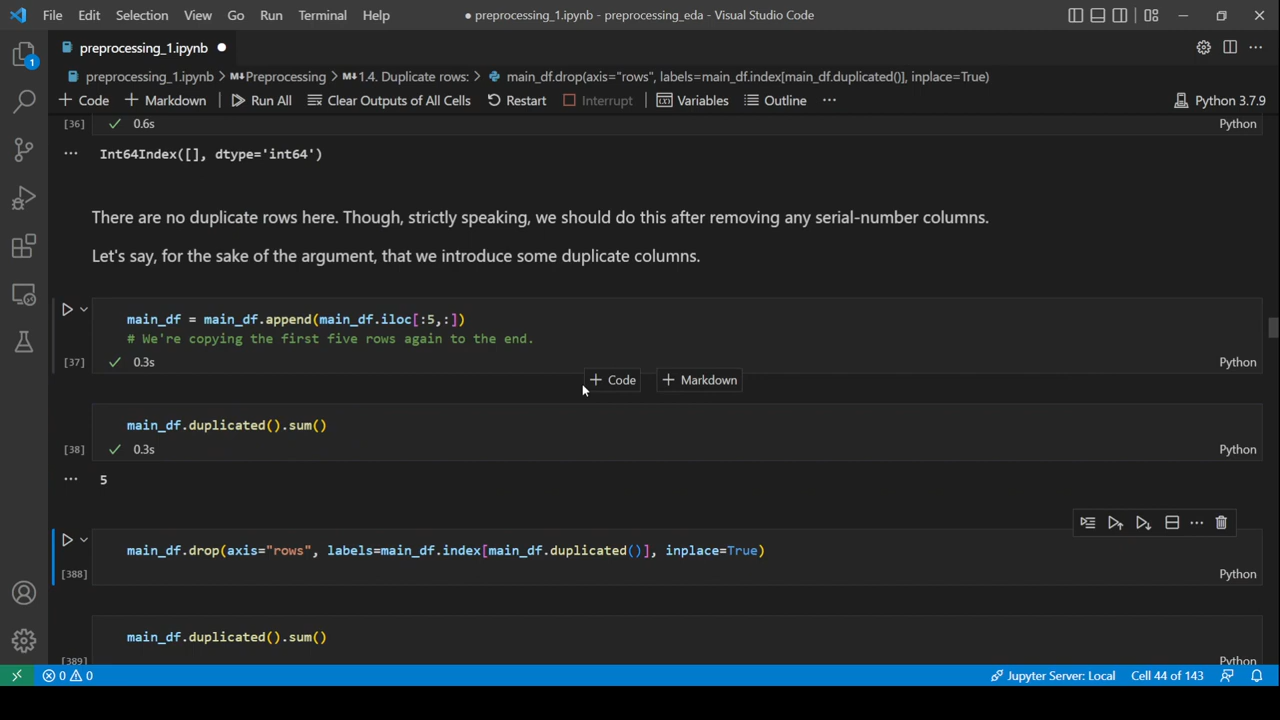 File Edit Selection View Go Run Terminal Help ● preprocessing_1.ipynb - preprocessing_eda - Visual Studio Code
preprocessing_1.ipynb ●
preprocessing_1.ipynb > M↓Preprocessing > M↓1.4. Duplicate rows: > main_df.drop(axis="rows", labels=main_df.index[main_df.duplicated()], inplace=True)
+ Code + Markdown Run All Clear Outputs of All Cells Restart Interrupt Variables Outline ... Python 3.7.9
[36] ✓ 0.6s Python
... Int64Index([], dtype='int64')
There are no duplicate rows here. Though, strictly speaking, we should do this after removing any serial-number columns.
Let's say, for the sake of the argument, that we introduce some duplicate columns.
main_df = main_df.append(main_df.iloc[:5,:])
# We're copying the first five rows again to the end.
[37] ✓ 0.3s Python
+ Code + Markdown
main_df.duplicated().sum()
[38] ✓ 0.3s Python
... 5
main_df.drop(axis="rows", labels=main_df.index[main_df.duplicated()], inplace=True)
[388] Python
main_df.duplicated().sum()
[389] Python
1
0 0 Jupyter Server: Local Cell 44 of 143